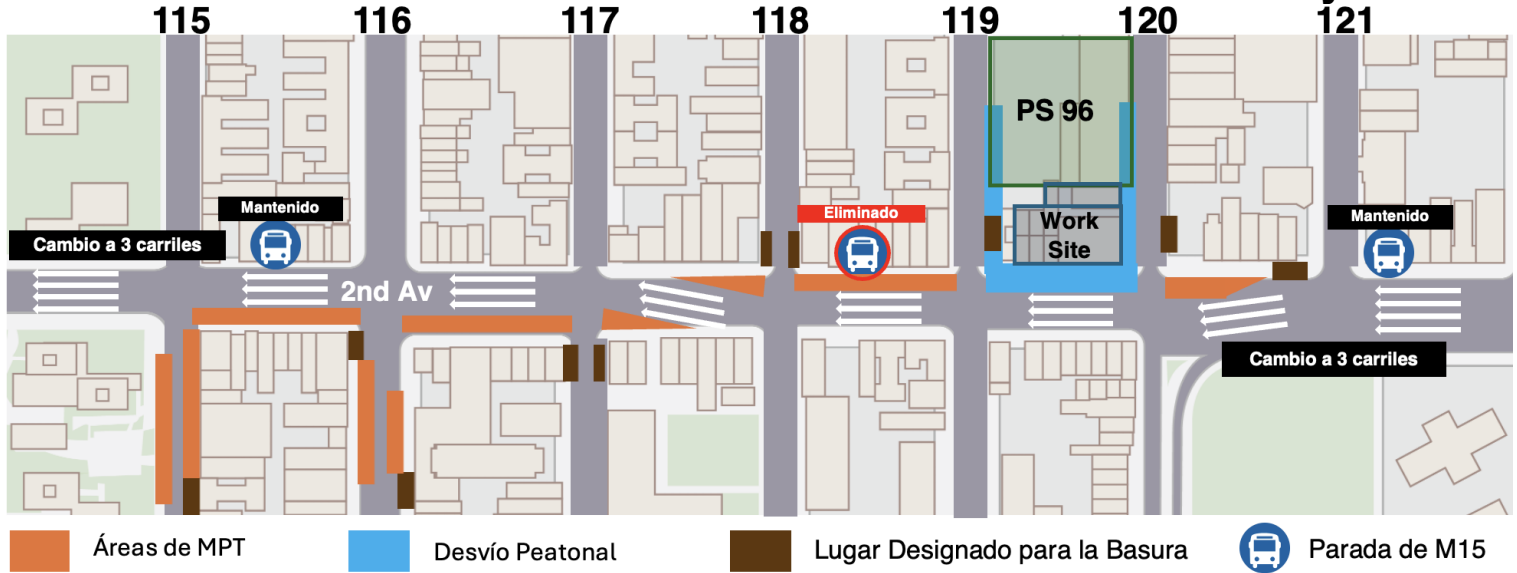 115 116 117 118 119 120 121
PS 96
Mantenido
Eliminado
Mantenido
Work
Site
Cambio a 3 carriles
2nd Av
Cambio a 3 carriles
Áreas de MPT
Desvío Peatonal
Lugar Designado para la Basura
Parada de M15